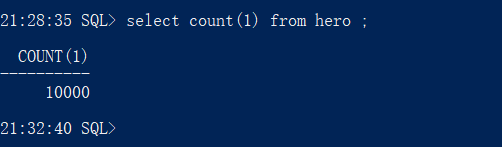 21:28:35 SQL> select count(1) from hero ;
COUNT(1)
----------
10000
21:32:40 SQL>